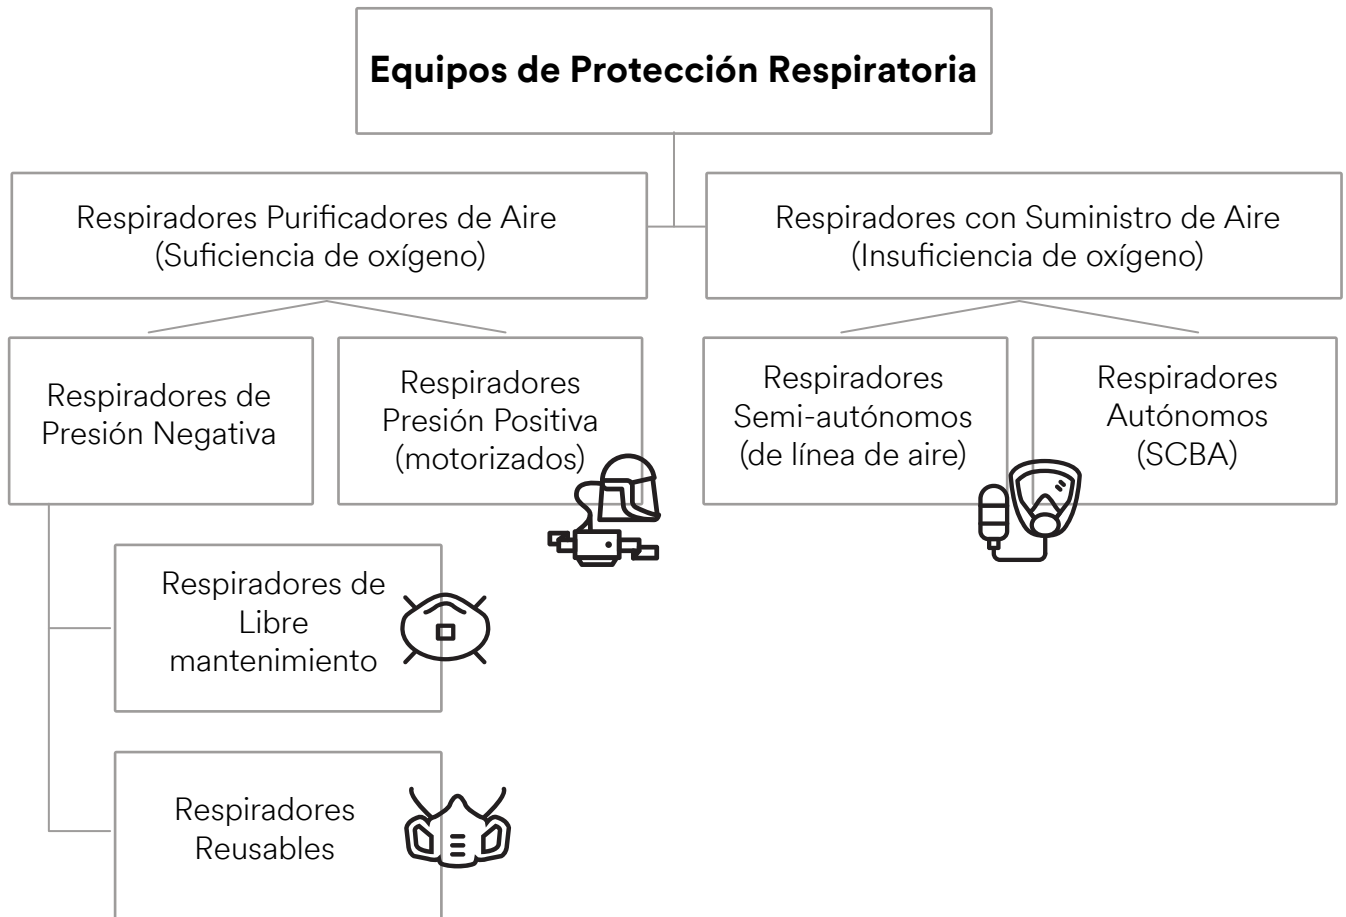 Equipos de Protección Respiratoria
Respiradores Purificadores de Aire
(Suficiencia de oxígeno)
Respiradores con Suministro de Aire
(Insuficiencia de oxígeno)
Respiradores de
Presión Negativa
Respiradores
Presión Positiva
(motorizados)
Respiradores
Semi-autónomos
(de línea de aire)
Respiradores
Autónomos
(SCBA)
Respiradores de
Libre
mantenimiento
Respiradores
Reusables